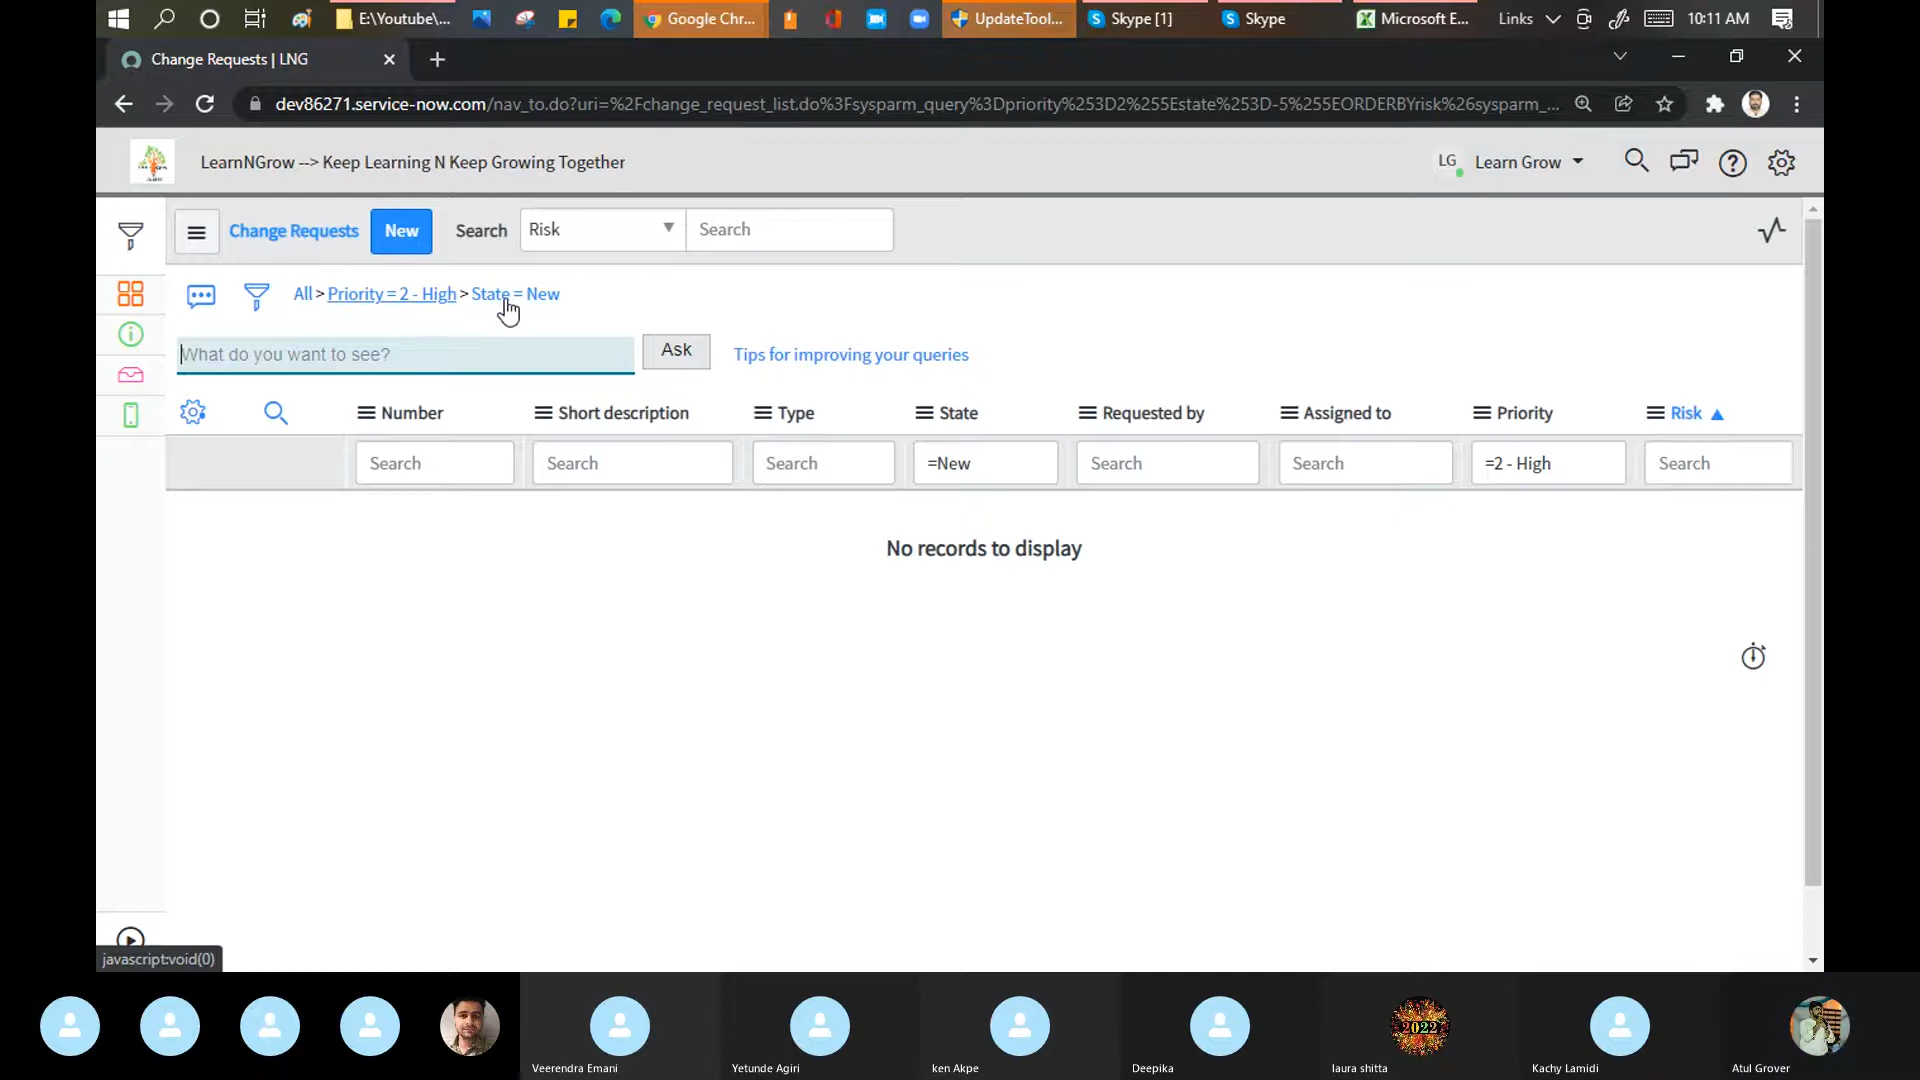 E:\Youtube\...
Google Chr...
UpdateTool...
Skype [1]
Skype
Microsoft E...
Links
10:11 AM
Change Requests | LNG
dev86271.service-now.com/nav_to.do?uri=%2Fchange_request_list.do%3Fsysparm_query%3Dpriority%253D2%255Estate%253D-5%255EORDERBYrisk%26sysparm_...
LearnNGrow --> Keep Learning N Keep Growing Together
LG
Learn Grow
Change Requests
New
Search
Risk
Search
All > Priority = 2 - High > State = New
What do you want to see?
Ask
Tips for improving your queries
Number
Short description
Type
State
Requested by
Assigned to
Priority
Risk
Search
Search
Search
=New
Search
Search
=2 - High
Search
No records to display
javascript:void(0)
2022
Veerendra Emani
Yetunde Agiri
ken Akpe
Deepika
laura shitta
Kachy Lamidi
Atul Grover